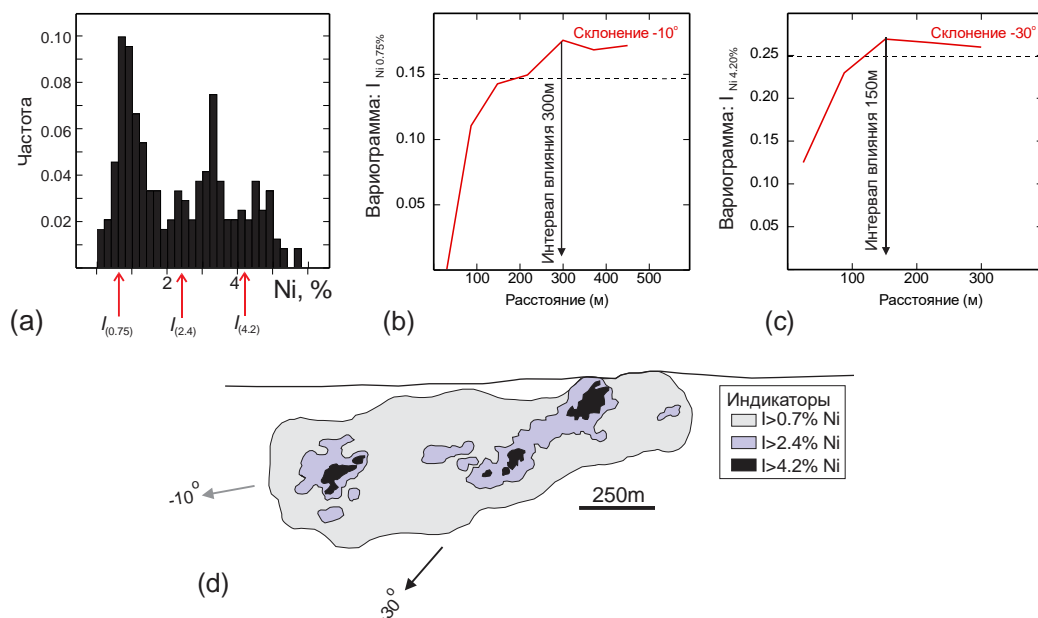 0.10
0.08
0.06
0.04
0.02
Частота
2
4
Ni, %
I(0.75)
I(2.4)
I(4.2)
(a)
Склонение -10°
0.15
0.10
0.05
Вариограмма: I Ni 0.75%
Интервал влияния 300м
100
200
300
400
500
Расстояние (м)
(b)
Склонение -30°
0.25
0.20
0.15
0.10
0.05
Вариограмма: I Ni 4.20%
Интервал влияния 150м
100
200
300
Расстояние (м)
(c)
Индикаторы
I>0.7% Ni
I>2.4% Ni
I>4.2% Ni
250m
-10°
-30°
(d)